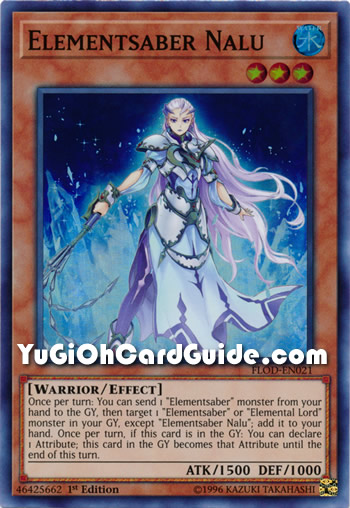 Elementsaber Nalu
WATER
水
YuGiOhCardGuide.com
FLOD-EN021
[Warrior/Effect]
Once per turn: You can send 1 "Elementsaber" monster from
your hand to the GY, then target 1 "Elementsaber" or "Elemental Lord"
monster in your GY, except "Elementsaber Nalu"; add it to your
hand. Once per turn, if this card is in the GY: You can declare
1 Attribute; this card in the GY becomes that Attribute until the
end of this turn.
ATK/1500 DEF/1000
46425662 1st Edition ©1996 KAZUKI TAKAHASHI